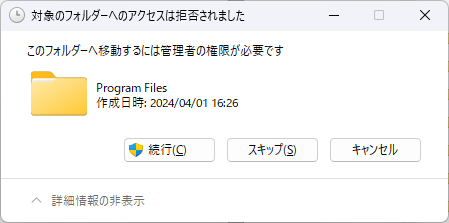 対象のフォルダーへのアクセスは拒否されました
このフォルダーへ移動するには管理者の権限が必要です
Program Files
作成日時: 2024/04/01 16:26
続行(C)
スキップ(S)
キャンセル
詳細情報の非表示